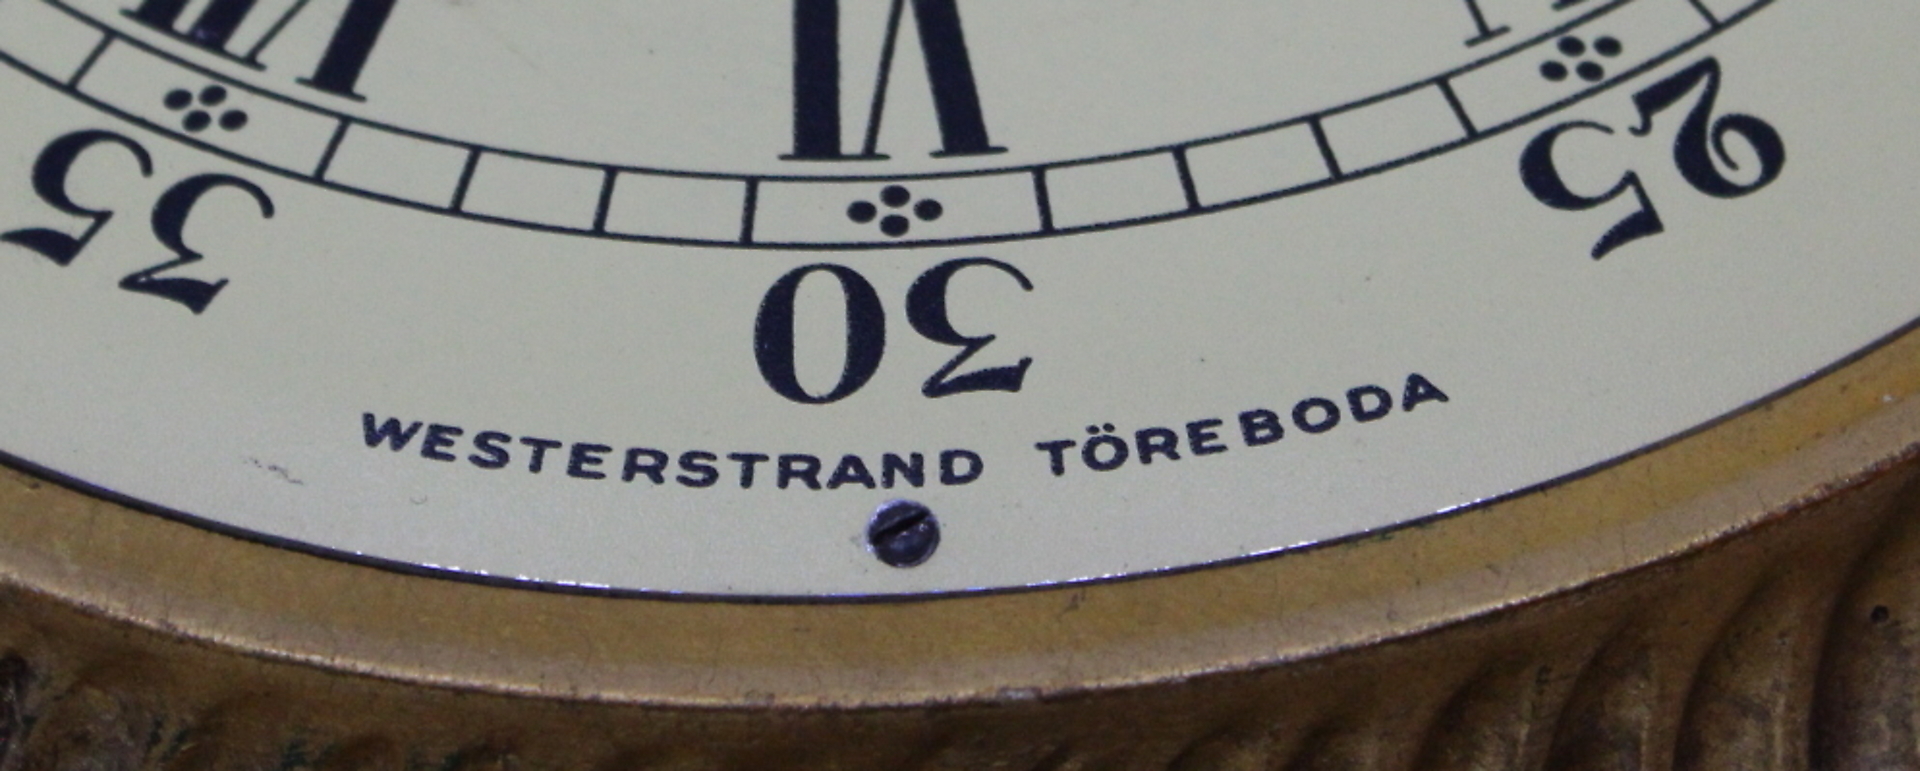 VI
35 30 25
WESTERSTRAND TÖREBODA